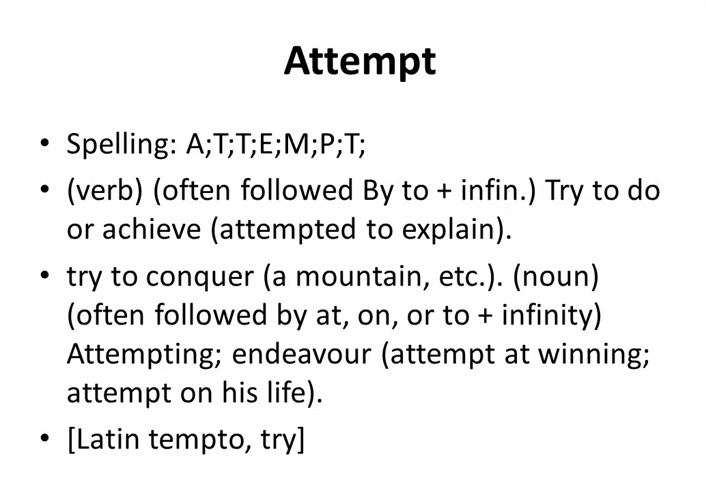 Attempt
• Spelling: A;T;T;E;M;P;T;
• (verb) (often followed By to + infin.) Try to do
or achieve (attempted to explain).
• try to conquer (a mountain, etc.). (noun)
(often followed by at, on, or to + infinity)
Attempting; endeavour (attempt at winning;
attempt on his life).
• [Latin tempto, try]